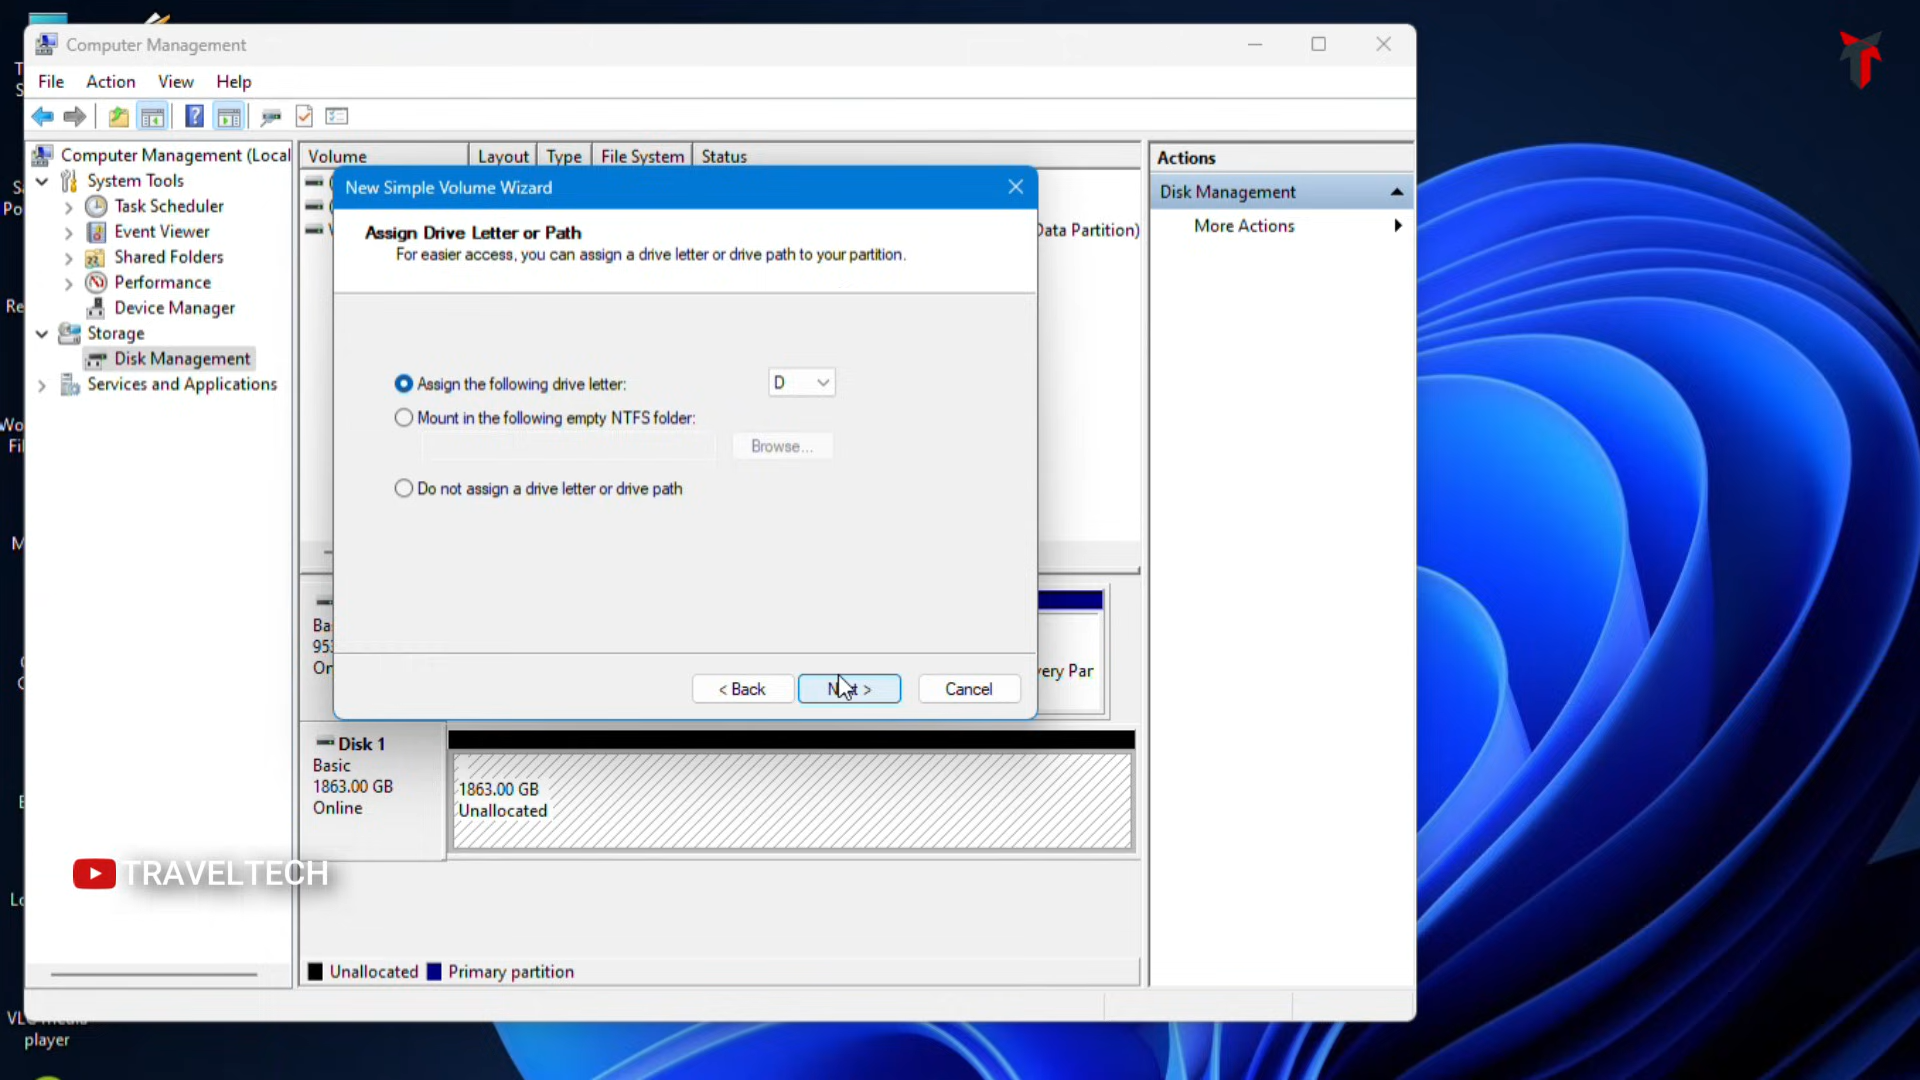 Computer Management
File Action View Help
Computer Management (Local
System Tools
Task Scheduler
Event Viewer
Shared Folders
Performance
Device Manager
Storage
Disk Management
Services and Applications
Volume Layout Type File System Status
Data Partition)
New Simple Volume Wizard
Assign Drive Letter or Path
For easier access, you can assign a drive letter or drive path to your partition.
Assign the following drive letter: D
Mount in the following empty NTFS folder:
Browse...
Do not assign a drive letter or drive path
< Back Next > Cancel
very Par
Disk 1
Basic
1863.00 GB
Online
1863.00 GB
Unallocated
Unallocated Primary partition
Actions
Disk Management
More Actions
TRAVELTECH
player